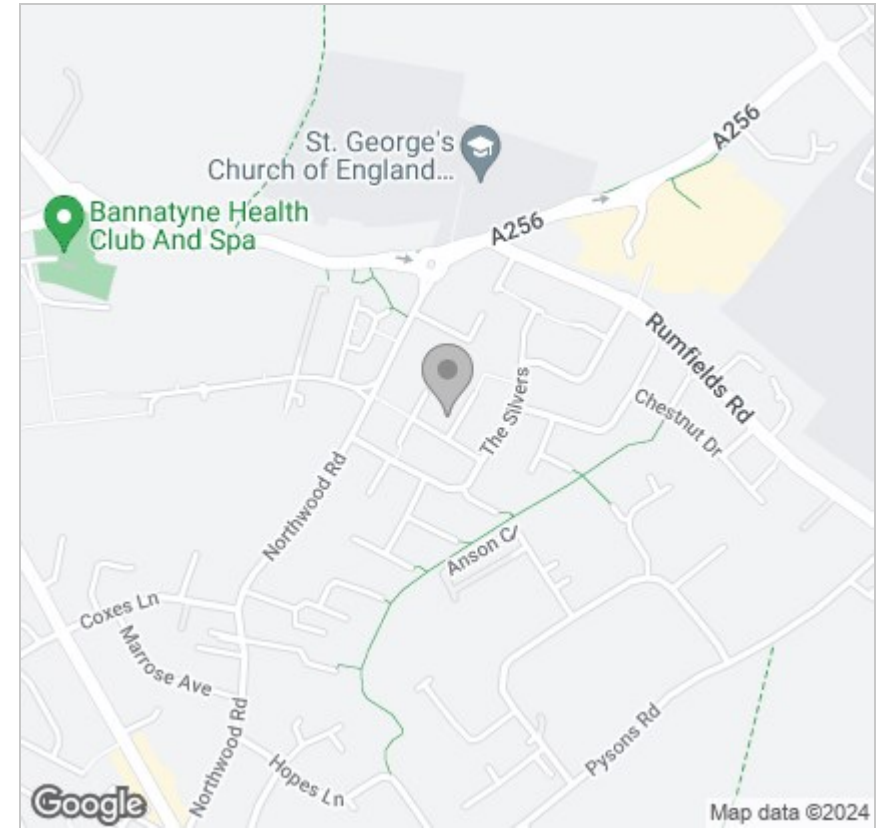 St. George's
Church of England...
A256
Bannatyne Health
Club And Spa
A256
Rumfields Rd
The Silvers
Chestnut Dr
Northwood Rd
Anson C
Coxes Ln
Marrose Ave
Northwood Rd
Pysons Rd
Hopes Ln
Google
Map data ©2024